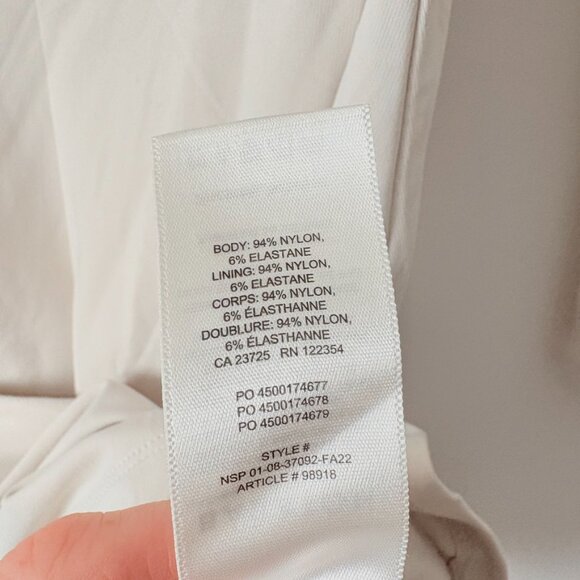 BODY: 94% NYLON,
6% ELASTANE
LINING: 94% NYLON,
6% ELASTANE
CORPS: 94% NYLON,
6% ÉLASTHANNE
DOUBLURE: 94% NYLON,
6% ÉLASTHANNE
CA 23725 RN 122354
PO 4500174677
PO 4500174678
PO 4500174679
STYLE #
NSP 01-08-37092-FA22
ARTICLE # 98918